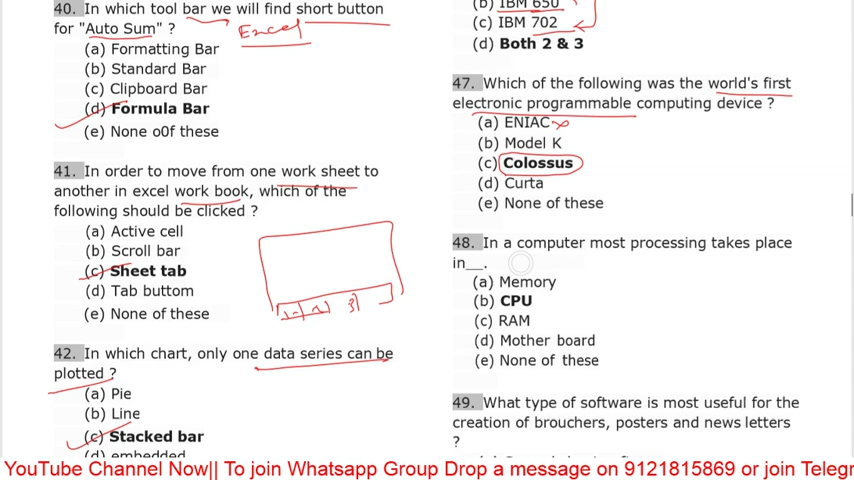 40. In which tool bar we will find short button
for "Auto Sum" ?
Excel
(a) Formatting Bar
(b) Standard Bar
(c) Clipboard Bar
(d) Formula Bar
(e) None o0f these
41. In order to move from one work sheet to
another in excel work book, which of the
following should be clicked ?
(a) Active cell
(b) Scroll bar
(c) Sheet tab
(d) Tab buttom
(e) None of these
42. In which chart, only one data series can be
plotted ?
(a) Pie
(b) Line
(c) Stacked bar
(d) embedded
(b) IBM 650
(c) IBM 702
(d) Both 2 & 3
47. Which of the following was the world's first
electronic programmable computing device ?
(a) ENIAC
(b) Model K
(c) Colossus
(d) Curta
(e) None of these
48. In a computer most processing takes place
in__.
(a) Memory
(b) CPU
(c) RAM
(d) Mother board
(e) None of these
49. What type of software is most useful for the
creation of brouchers, posters and news letters
?
YouTube Channel Now|| To join Whatsapp Group Drop a message on 9121815869 or join Telegr